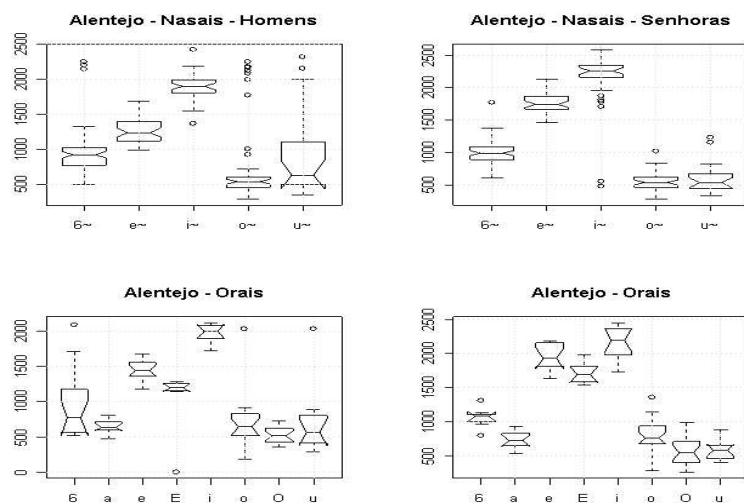 Alentejo - Nasais - Homens
2500
2000
1500
1000
500
6~ e~ i~ o~ u~
Alentejo - Nasais - Senhoras
2500
2000
1500
1000
500
6~ e~ i~ o~ u~
Alentejo - Orais
2000
1500
1000
500
0
6 a e E i o O u
Alentejo - Orais
2500
2000
1500
1000
500
6 a e E i o O u